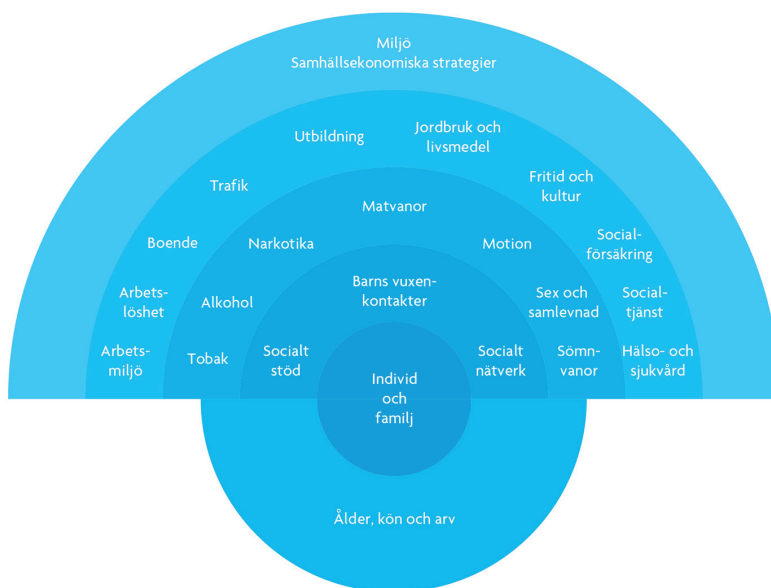 Miljö
Samhällsekonomiska strategier
Utbildning
Jordbruk och
livsmedel
Trafik
Fritid och
kultur
Boende
Social-
försäkring
Arbets-
löshet
Social-
tjänst
Arbets-
miljö
Hälso- och
sjukvård
Matvanor
Narkotika
Motion
Alkohol
Sex och
samlevnad
Tobak
Sömn-
vanor
Barns vuxen-
kontakter
Socialt
stöd
Socialt
nätverk
Individ
och
familj
Ålder, kön och arv